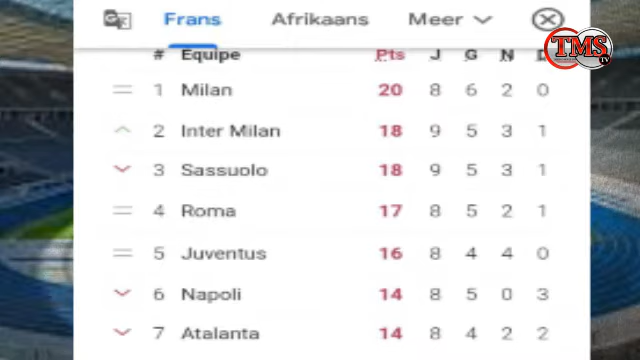 Frans Afrikaans Meer
TMS
TV
# Equipe Pts J G N
1 Milan 20 8 6 2 0
2 Inter Milan 18 9 5 3 1
3 Sassuolo 18 9 5 3 1
4 Roma 17 8 5 2 1
5 Juventus 16 8 4 4 0
6 Napoli 14 8 5 0 3
7 Atalanta 14 8 4 2 2